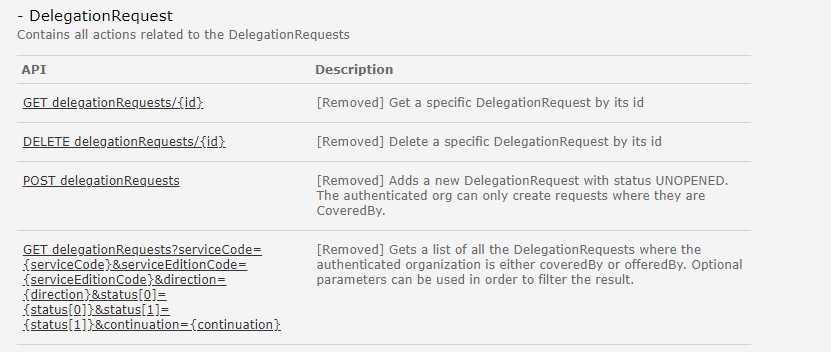 - DelegationRequest
Contains all actions related to the DelegationRequests
API Description
GET delegationRequests/{id} [Removed] Get a specific DelegationRequest by its id
DELETE delegationRequests/{id} [Removed] Delete a specific DelegationRequest by its id
POST delegationRequests [Removed] Adds a new DelegationRequest with status UNOPENED.
The authenticated org can only create requests where they are
CoveredBy.
GET delegationRequests?serviceCode= [Removed] Gets a list of all the DelegationRequests where the
{serviceCode}&serviceEditionCode= authenticated organization is either coveredBy or offeredBy. Optional
{serviceEditionCode}&direction= parameters can be used in order to filter the result.
{direction}&status[0]=
{status[0]}&status[1]=
{status[1]}&continuation={continuation}